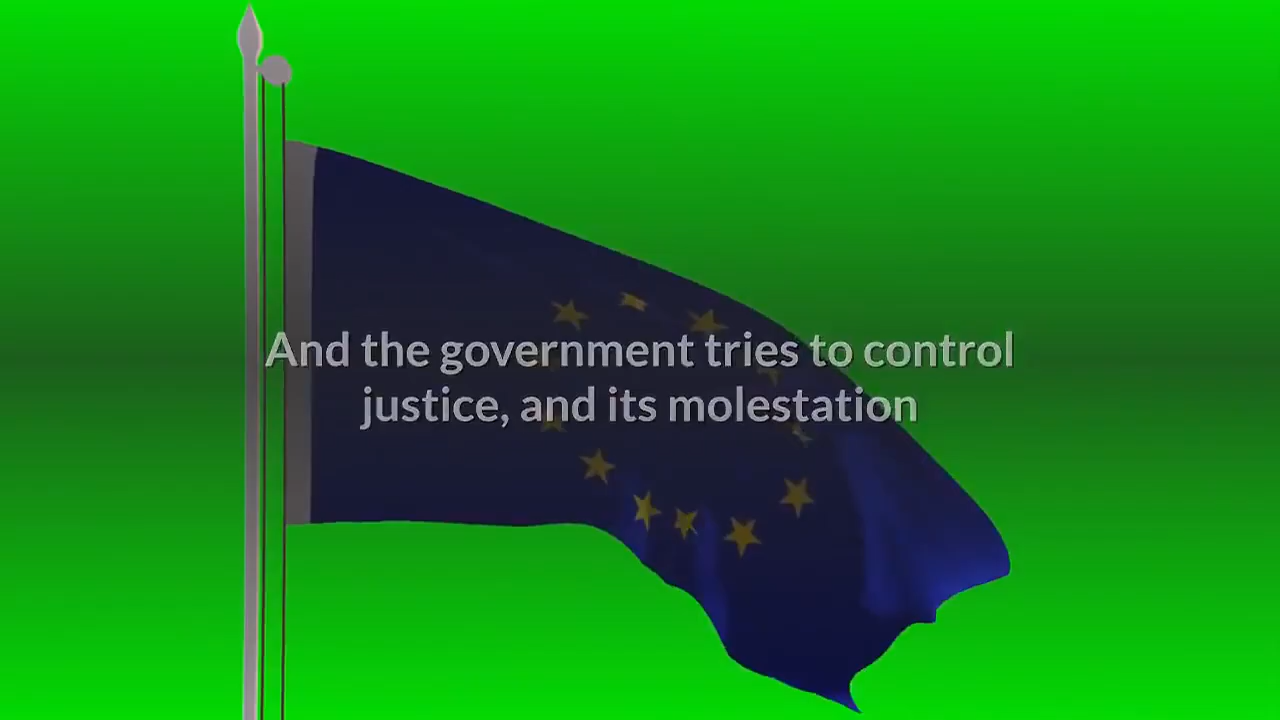 And the government tries to control
justice, and its molestation